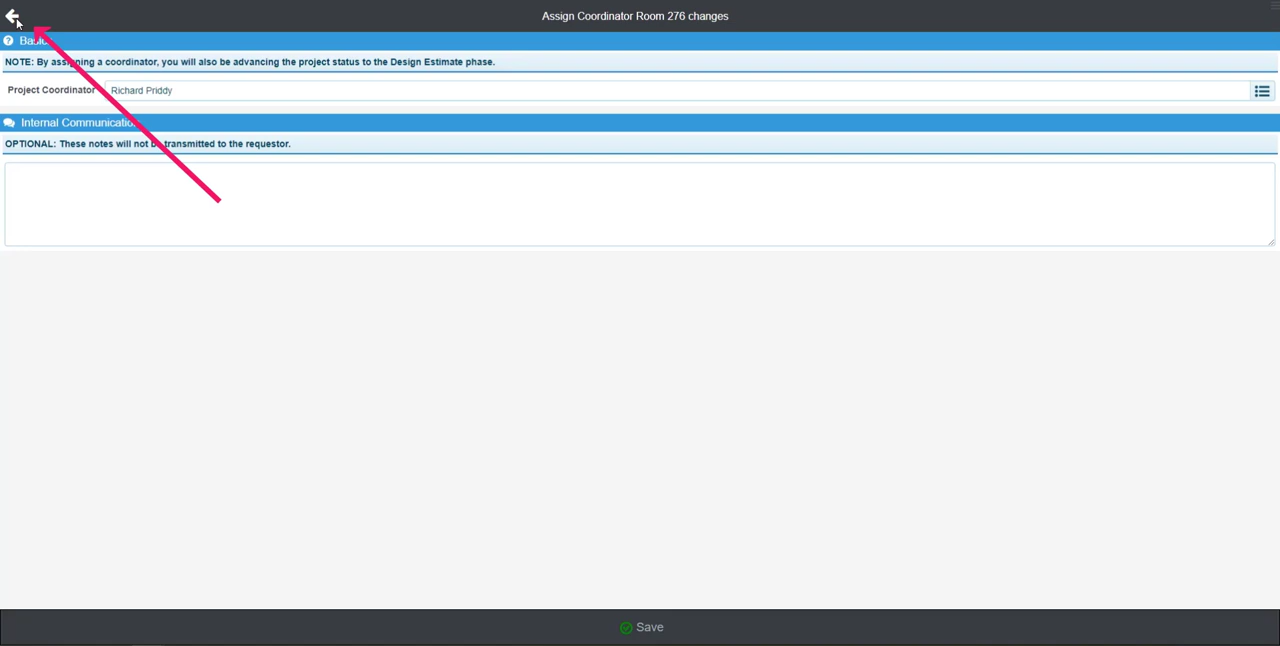 Assign Coordinator Room 276 changes
Basic
NOTE: By assigning a coordinator, you will also be advancing the project status to the Design Estimate phase.
Project Coordinator Richard Priddy
Internal Communication
OPTIONAL: These notes will not be transmitted to the requestor.
Save